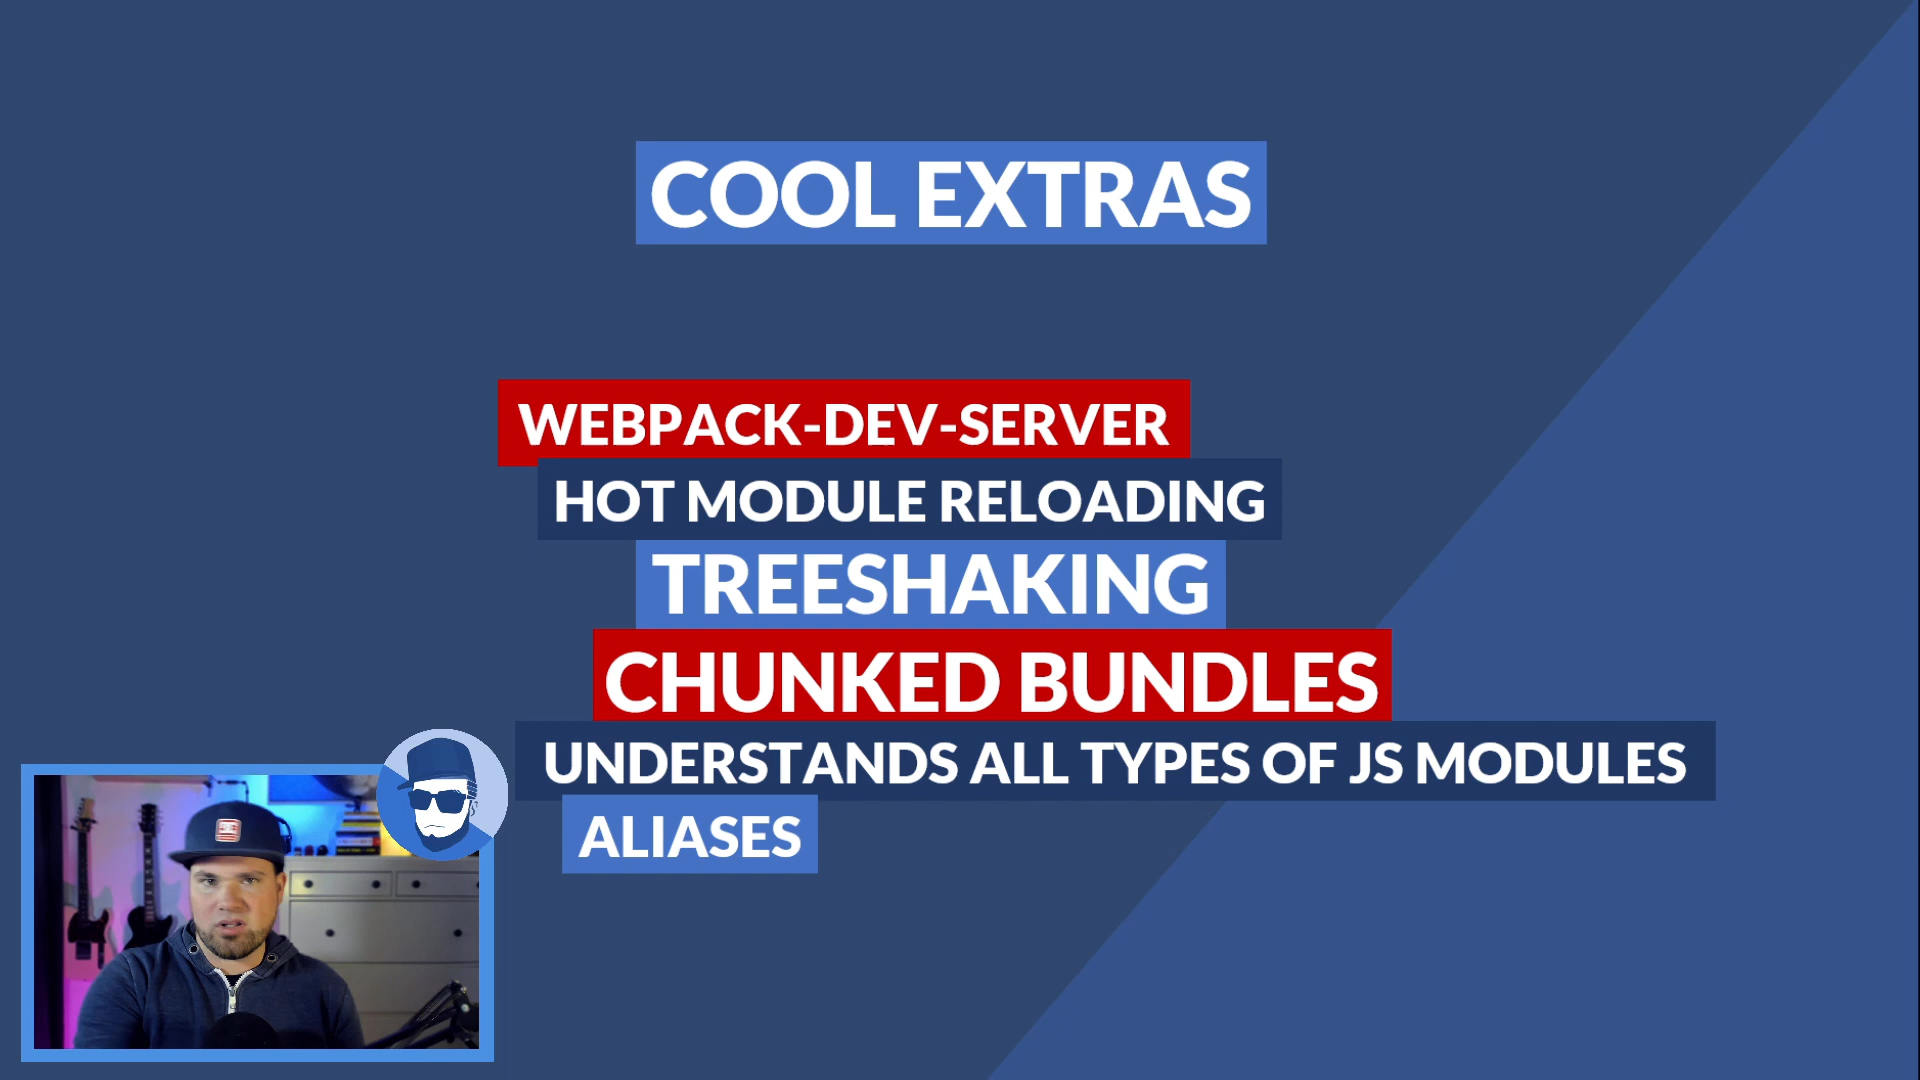 COOL EXTRAS
WEBPACK-DEV-SERVER
HOT MODULE RELOADING
TREESHAKING
CHUNKED BUNDLES
UNDERSTANDS ALL TYPES OF JS MODULES
ALIASES